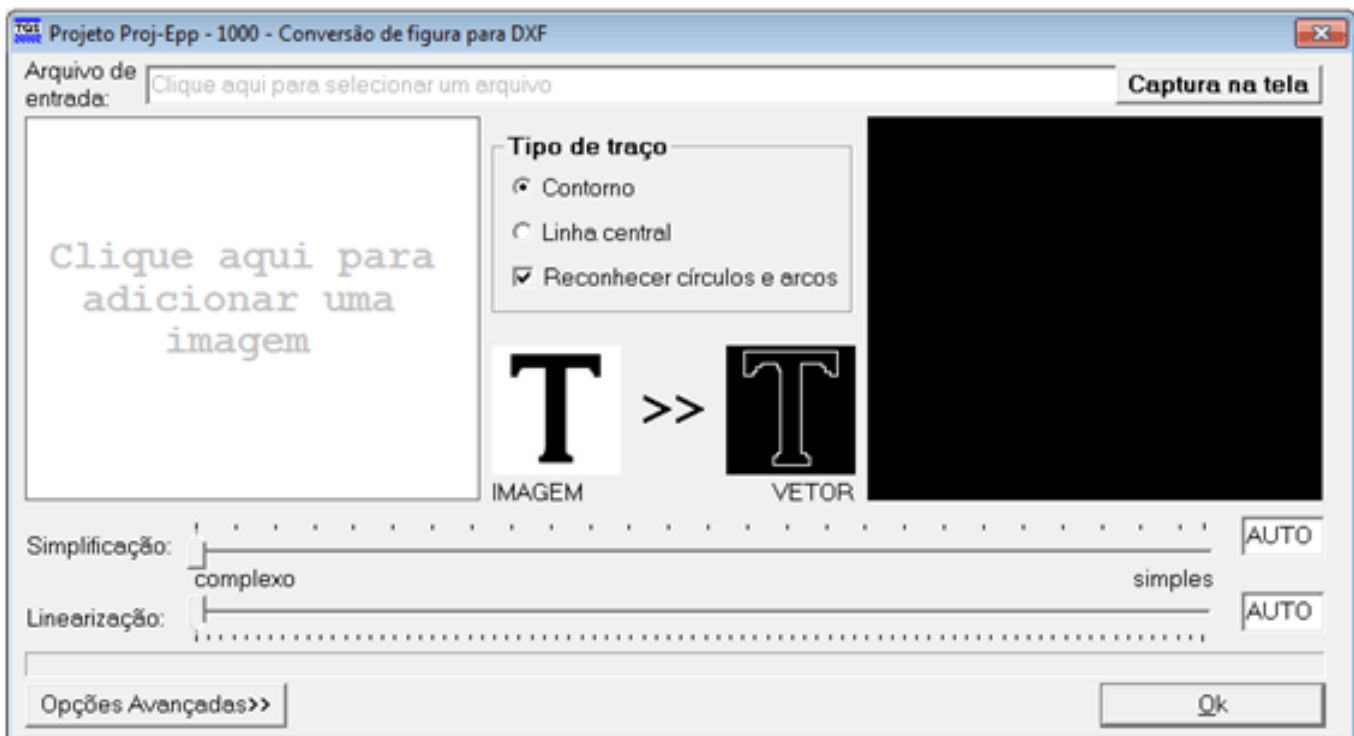 TQS Projeto Proj-Epp - 1000 - Conversão de figura para DXF
Arquivo de
entrada:
Clique aqui para selecionar um arquivo
Captura na tela
Clique aqui para
adicionar uma
imagem
Tipo de traço
Contorno
Linha central
Reconhecer círculos e arcos
T >> T
IMAGEM VETOR
Simplificação:
AUTO
complexo simples
Linearização:
AUTO
Opções Avançadas>>
Ok